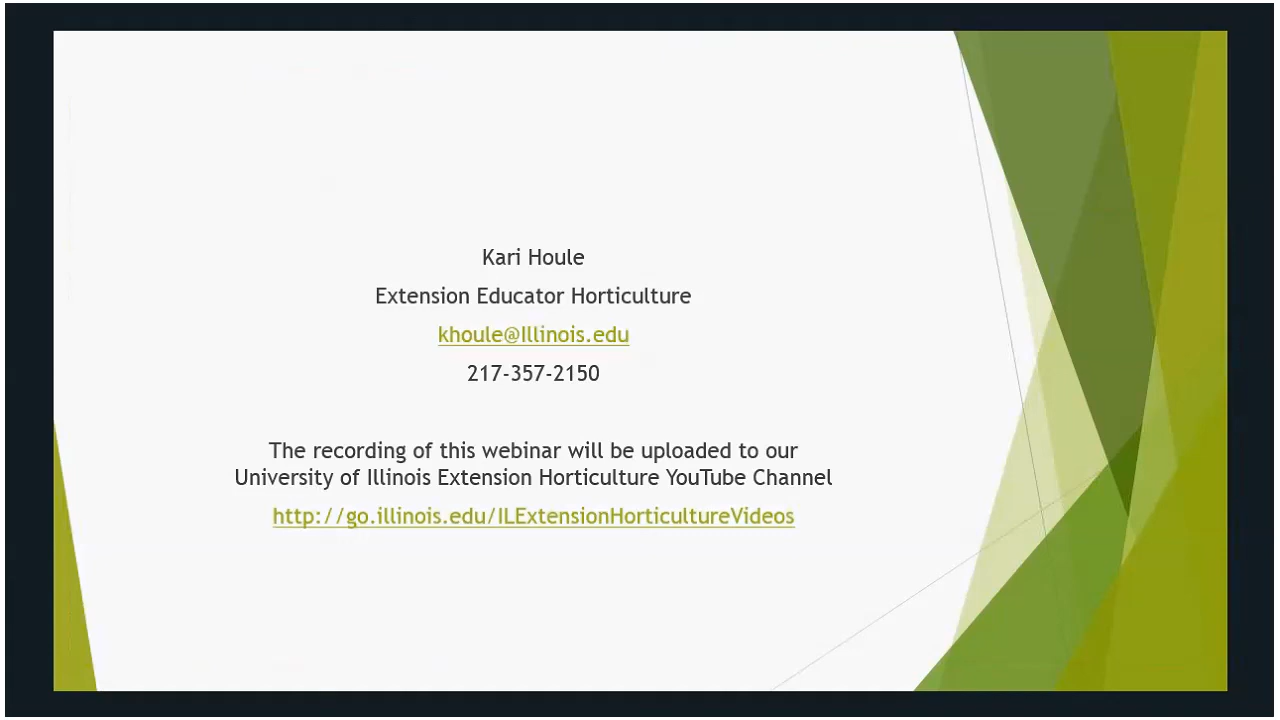 Kari Houle
Extension Educator Horticulture
khoule@Illinois.edu
217-357-2150
The recording of this webinar will be uploaded to our
University of Illinois Extension Horticulture YouTube Channel
http://go.illinois.edu/ILExtensionHorticultureVideos